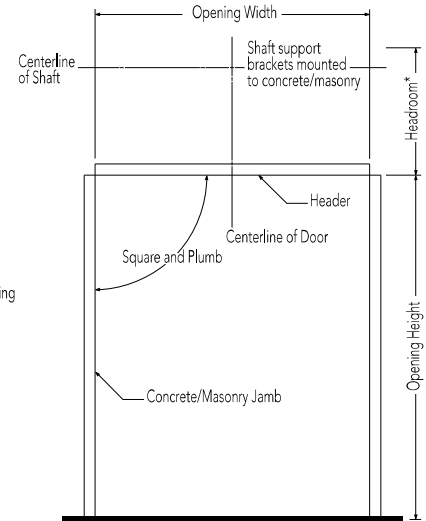 Opening Width
Centerline
of Shaft
Shaft support
brackets mounted
to concrete/masonry
Headroom*
Header
Centerline of Door
Square and Plumb
Opening Height
Concrete/Masonry Jamb